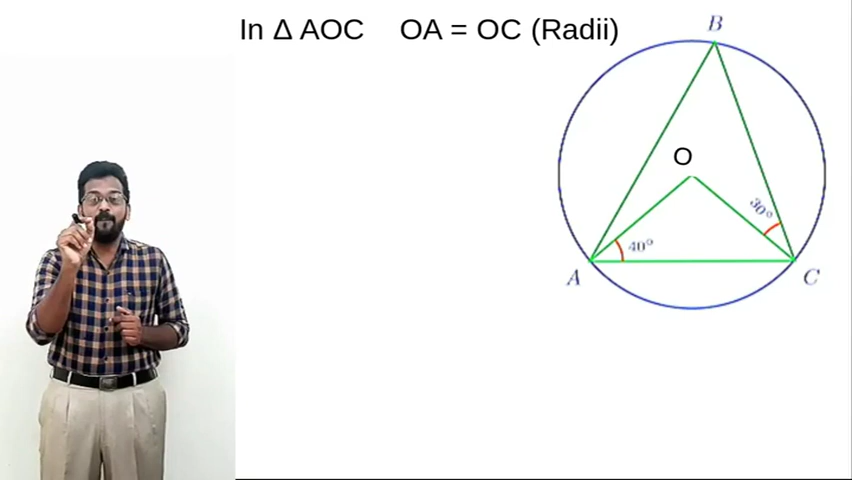 In Δ AOC OA = OC (Radii)
B
O
30°
40°
A
C